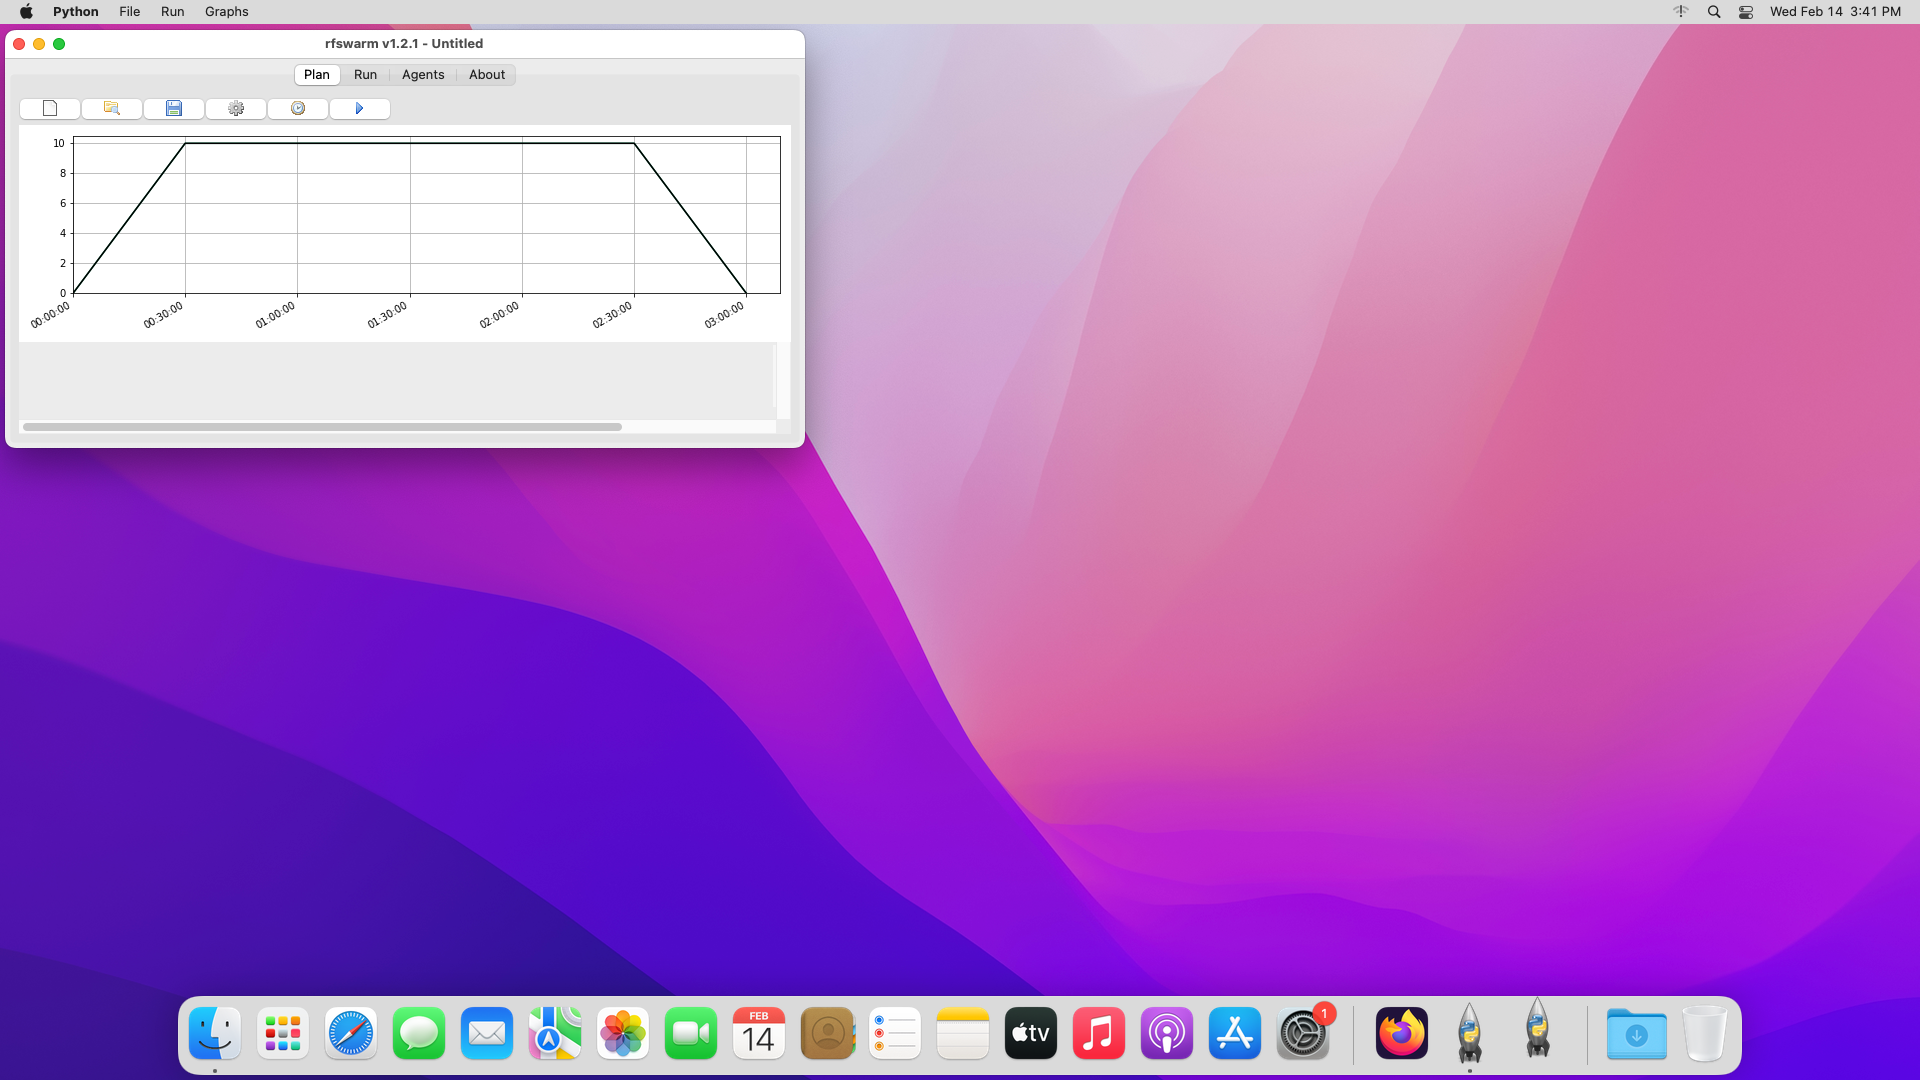 Python File Run Graphs Wed Feb 14 3:41 PM
rfswarm v1.2.1 - Untitled
Plan Run Agents About
10
8
6
4
2
0
00:00:00 00:30:00 01:00:00 01:30:00 02:00:00 02:30:00 03:00:00
FEB
14
tv
1